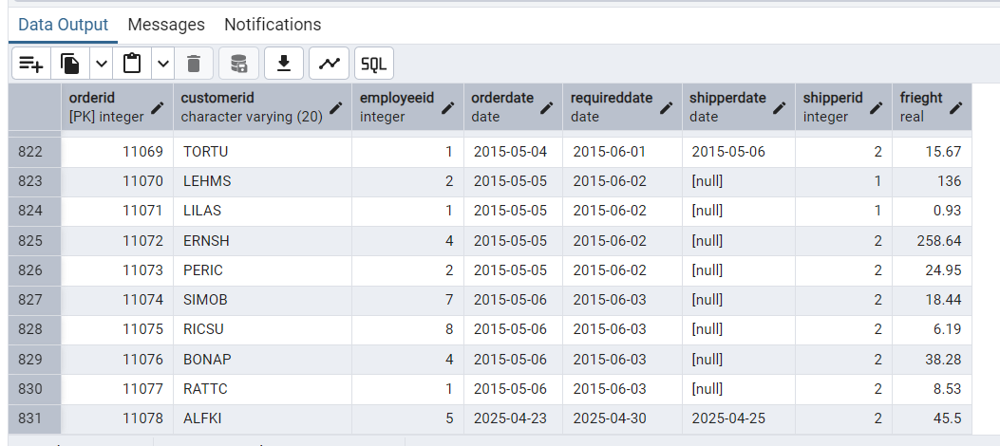 Data Output Messages Notifications
SQL
orderid customerid employeeid orderdate requireddate shipperdate shipperid frieght
[PK] integer character varying (20) integer date date date integer real
822 11069 TORTU 1 2015-05-04 2015-06-01 2015-05-06 2 15.67
823 11070 LEHMS 2 2015-05-05 2015-06-02 [null] 1 136
824 11071 LILAS 1 2015-05-05 2015-06-02 [null] 1 0.93
825 11072 ERNSH 4 2015-05-05 2015-06-02 [null] 2 258.64
826 11073 PERIC 2 2015-05-05 2015-06-02 [null] 2 24.95
827 11074 SIMOB 7 2015-05-06 2015-06-03 [null] 2 18.44
828 11075 RICSU 8 2015-05-06 2015-06-03 [null] 2 6.19
829 11076 BONAP 4 2015-05-06 2015-06-03 [null] 2 38.28
830 11077 RATTC 1 2015-05-06 2015-06-03 [null] 2 8.53
831 11078 ALFKI 5 2025-04-23 2025-04-30 2025-04-25 2 45.5